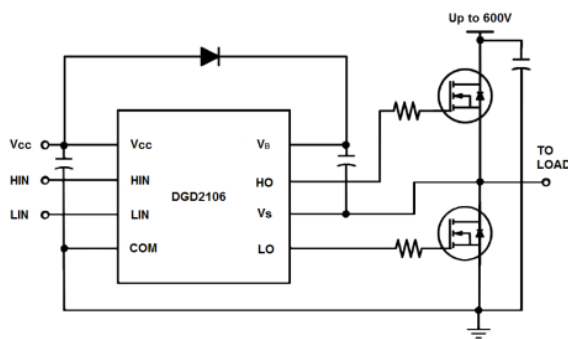 Up to 600V
Vcc
Vcc
VB
HIN
HIN
HO
TO
LOAD
DGD2106
LIN
LIN
Vs
COM
LO